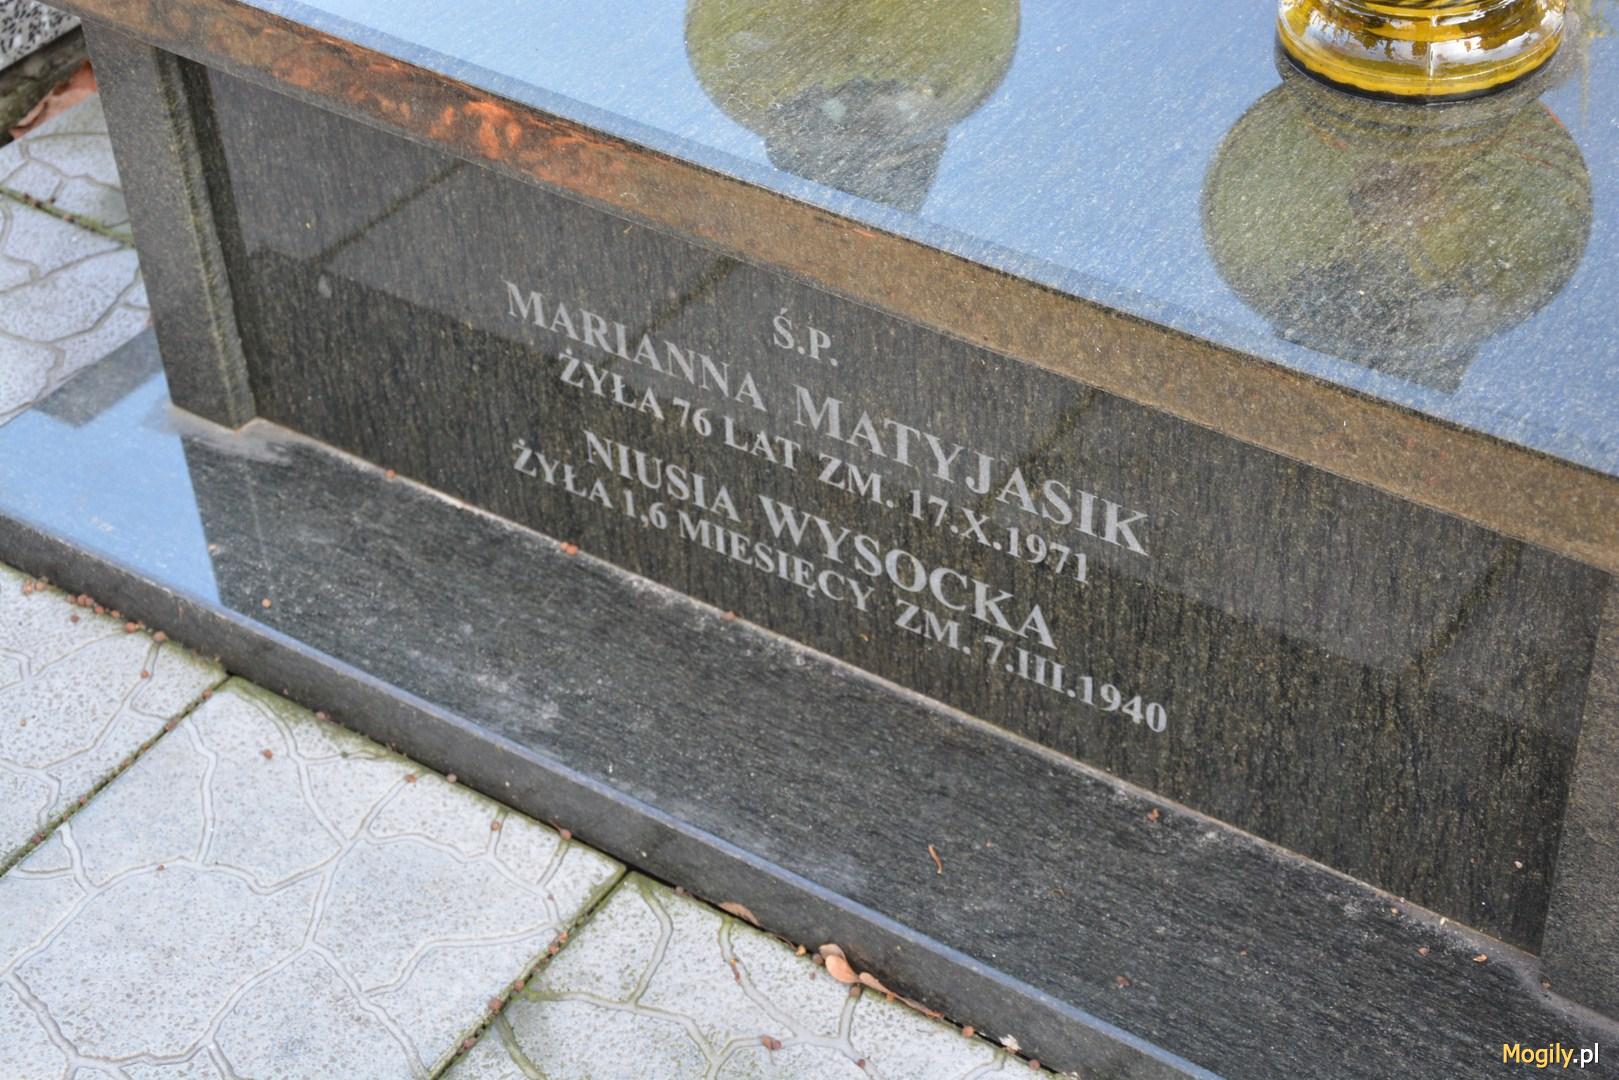 Ś.P.
MARIANNA MATYJASIK
ŻYŁA 76 LAT ZM. 17.X.1971
NIUSIA WYSOCKA
ŻYŁA 1,6 MIESIĘCY ZM. 7.III.1940
Mogily.pl